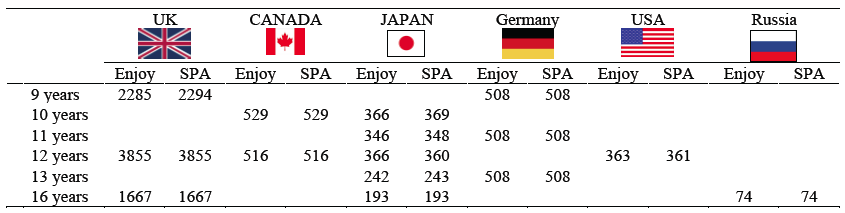 UK CANADA JAPAN Germany USA Russia
Enjoy SPA Enjoy SPA Enjoy SPA Enjoy SPA Enjoy SPA Enjoy SPA
9 years 2285 2294 508 508
10 years 529 529 366 369
11 years 346 348 508 508
12 years 3855 3855 516 516 366 360 363 361
13 years 242 243 508 508
16 years 1667 1667 193 193 74 74